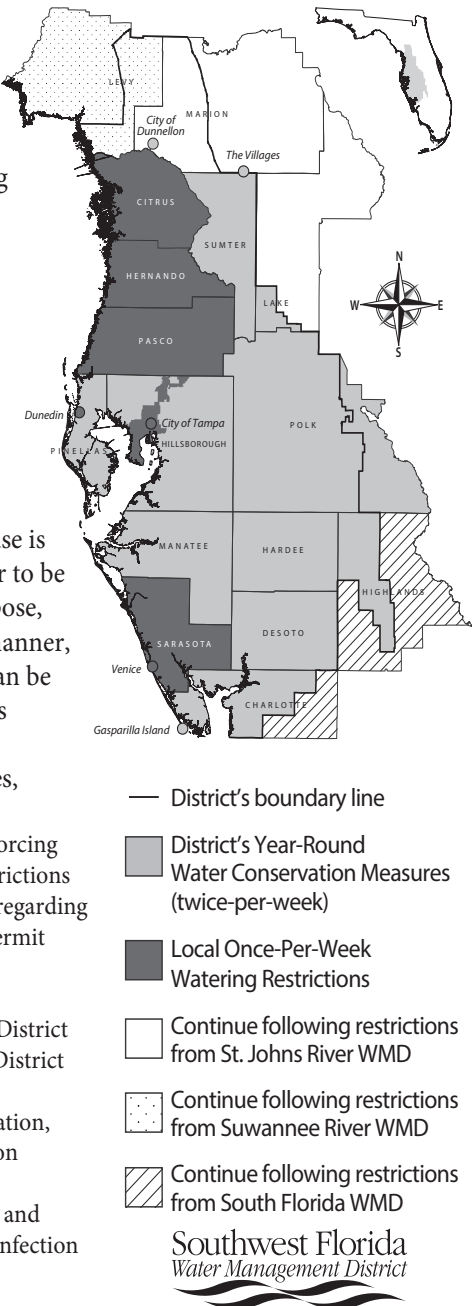 LEVY
MARION
City of
Dunnellon
The Villages
CITRUS
SUMTER
HERNANDO
LAKE
N
W
E
S
PASCO
Dunedin
City of Tampa
HILLSBOROUGH
PINELLAS
POLK
MANATEE
HARDEE
HIGHLANDS
SARASOTA
DESOTO
Venice
CHARLOTTE
Gasparilla Island
g
se is
r to be
pose,
anner,
an be
s
es,
orcing
rictions
regarding
ermit
District
District
ation,
on
and
nfection
District's boundary line
District's Year-Round
Water Conservation Measures
(twice-per-week)
Local Once-Per-Week
Watering Restrictions
Continue following restrictions
from St. Johns River WMD
Continue following restrictions
from Suwannee River WMD
Continue following restrictions
from South Florida WMD
Southwest Florida
Water Management District